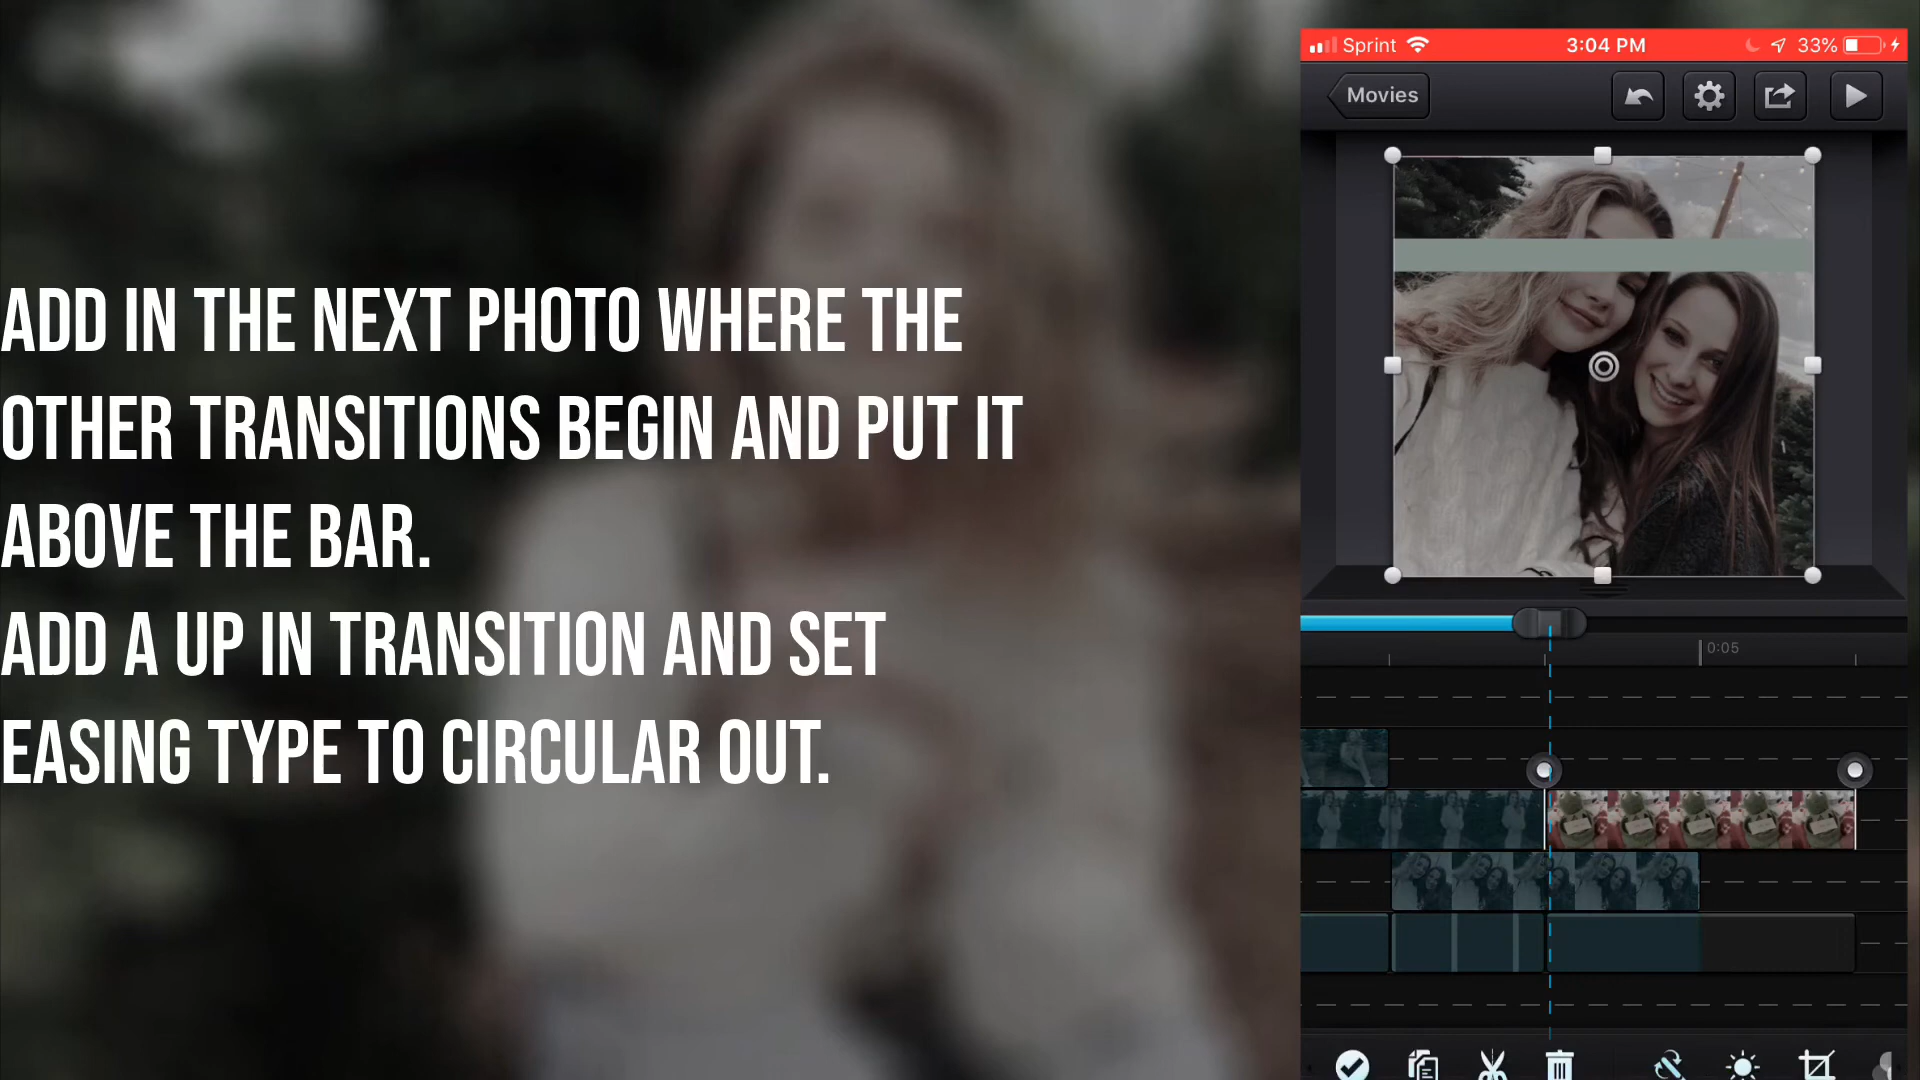 Sprint 3:04 PM 33%
Movies
ADD IN THE NEXT PHOTO WHERE THE
OTHER TRANSITIONS BEGIN AND PUT IT
ABOVE THE BAR.
ADD A UP IN TRANSITION AND SET
EASING TYPE TO CIRCULAR OUT.
0:05